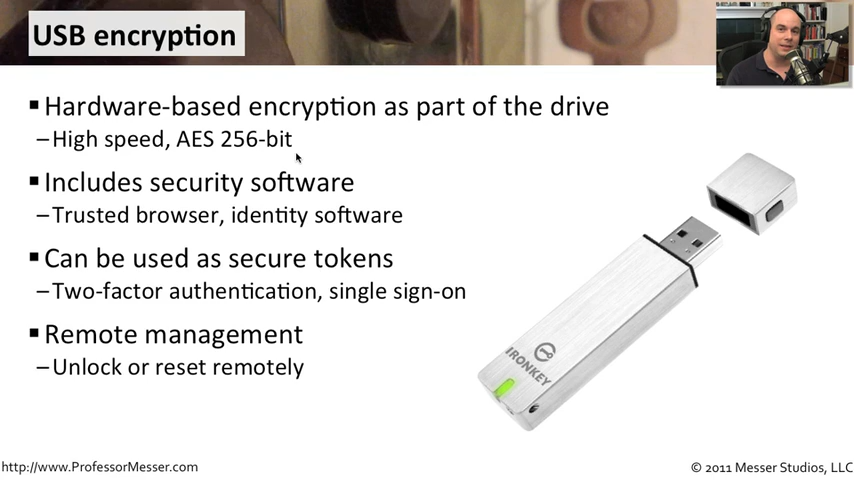 USB encryption
▪Hardware-based encryption as part of the drive
–High speed, AES 256-bit
▪Includes security software
–Trusted browser, identity software
▪Can be used as secure tokens
–Two-factor authentication, single sign-on
▪Remote management
–Unlock or reset remotely
IRONKEY
http://www.ProfessorMesser.com
© 2011 Messer Studios, LLC